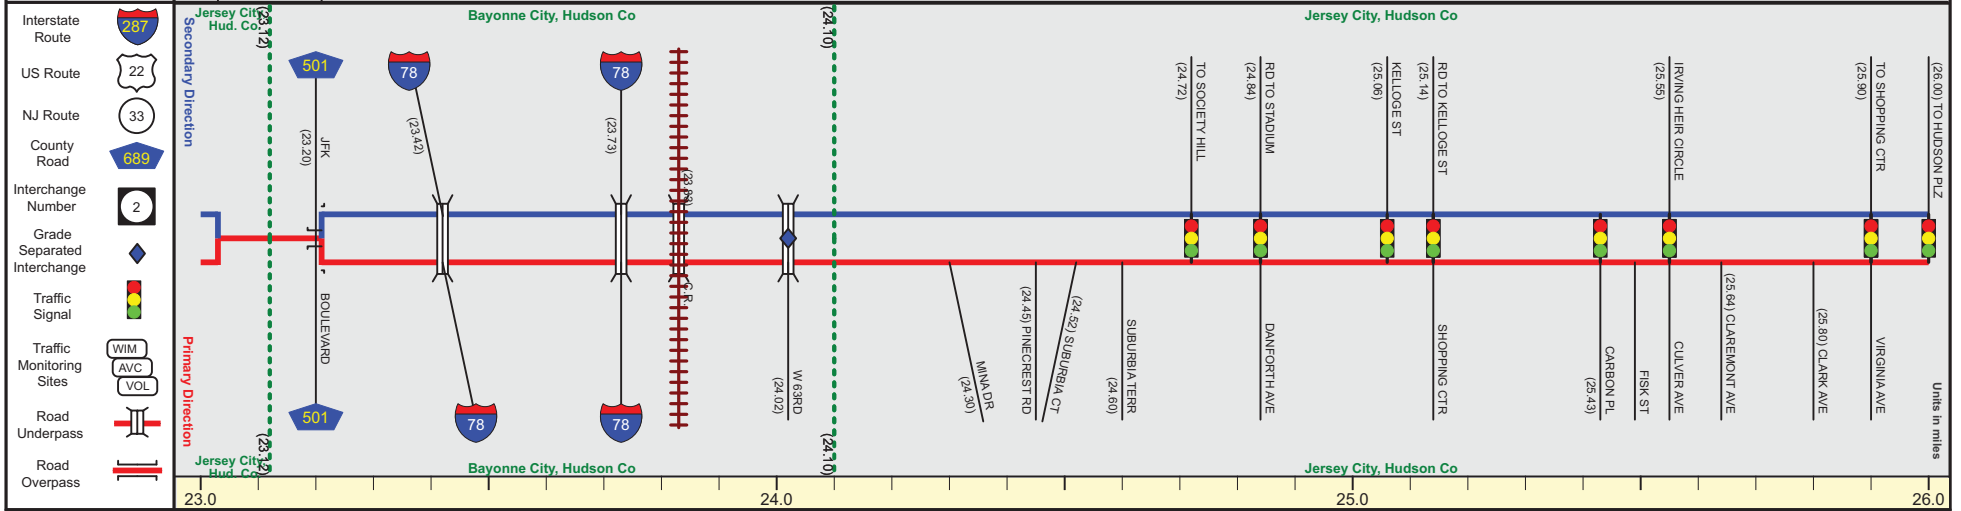 Interstate
Route
287
US Route
22
NJ Route
33
County
Road
689
Interchange
Number
2
Grade
Separated
Interchange
Traffic
Signal
Traffic
Monitoring
Sites
WIM
AVC
VOL
Road
Underpass
Road
Overpass
Secondary Direction
Primary Direction
Jersey City
Hud. Co
(23.12)
Bayonne City, Hudson Co
(24.10)
Jersey City, Hudson Co
501
JFK
(23.20)
BOULEVARD
501
78
(23.42)
78
78
(23.73)
78
(23.83)
C.R.
W 63RD
(24.02)
MINA DR
(24.30)
(24.45) PINECREST RD
(24.52) SUBURBIA CT
SUBURBIA TERR
(24.60)
TO SOCIETY HILL
(24.72)
RD TO STADIUM
(24.84)
DANFORTH AVE
KELLOGE ST
(25.06)
RD TO KELLOGE ST
(25.14)
SHOPPING CTR
CARBON PL
(25.43)
FISK ST
IRVING HEIR CIRCLE
(25.55)
CULVER AVE
(25.64) CLAREMONT AVE
(25.80) CLARK AVE
TO SHOPPING CTR
(25.90)
VIRGINIA AVE
(26.00) TO HUDSON PLZ
Units in miles
Jersey City
Hud. Co
(23.12)
Bayonne City, Hudson Co
(24.10)
Jersey City, Hudson Co
23.0
24.0
25.0
26.0